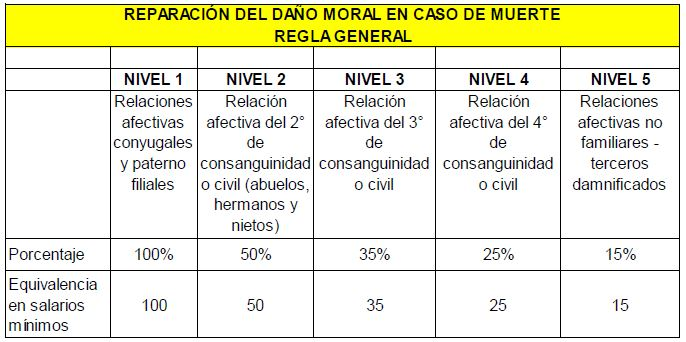 REPARACIÓN DEL DAÑO MORAL EN CASO DE MUERTE
REGLA GENERAL
NIVEL 1 NIVEL 2 NIVEL 3 NIVEL 4 NIVEL 5
Relaciones
afectivas
conyugales
y paterno
filiales
Relación
afectiva del 2°
de
consanguinidad
o civil (abuelos,
hermanos y
nietos)
Relación
afectiva del 3°
de
consanguinidad
o civil
Relación
afectiva del 4°
de
consanguinidad
o civil
Relaciones
afectivas no
familiares -
terceros
damnificados
Porcentaje 100% 50% 35% 25% 15%
Equivalencia
en salarios
mínimos
100 50 35 25 15